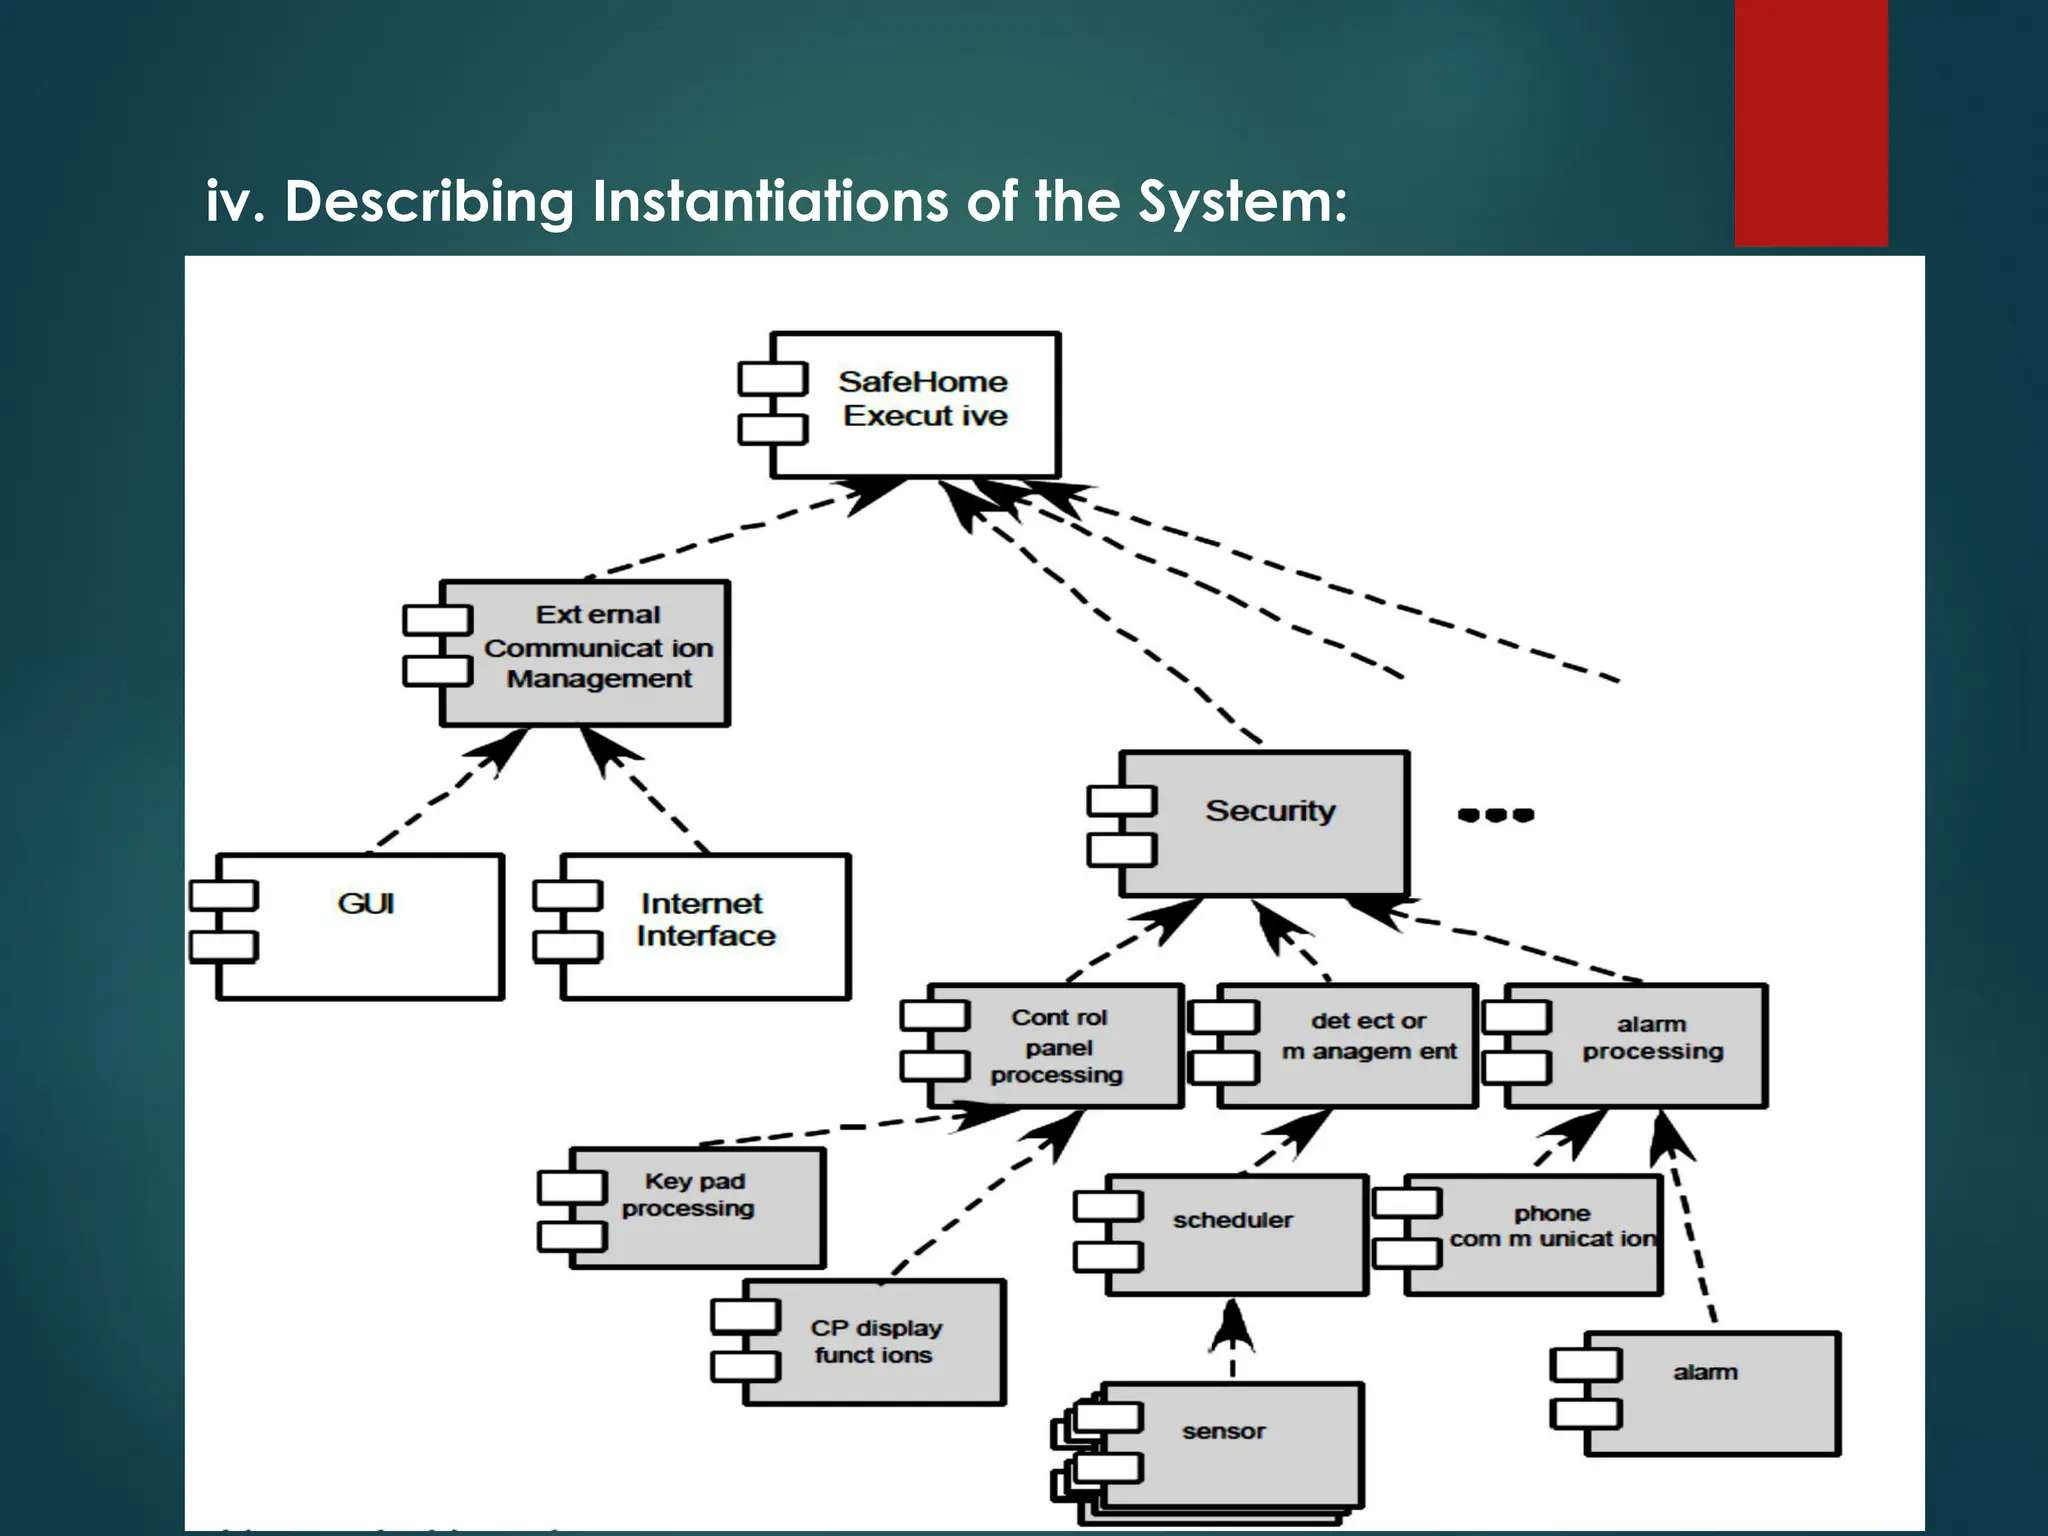 iv. Describing Instantiations of the System:
SafeHome
Execut ive
Ext ernal
Communicat ion
Management
Security
GUI
Internet
Interface
Cont rol
panel
processing
det ect or
m anagem ent
alarm
processing
Key pad
processing
scheduler
phone
com m unicat ion
CP display
funct ions
alarm
sensor